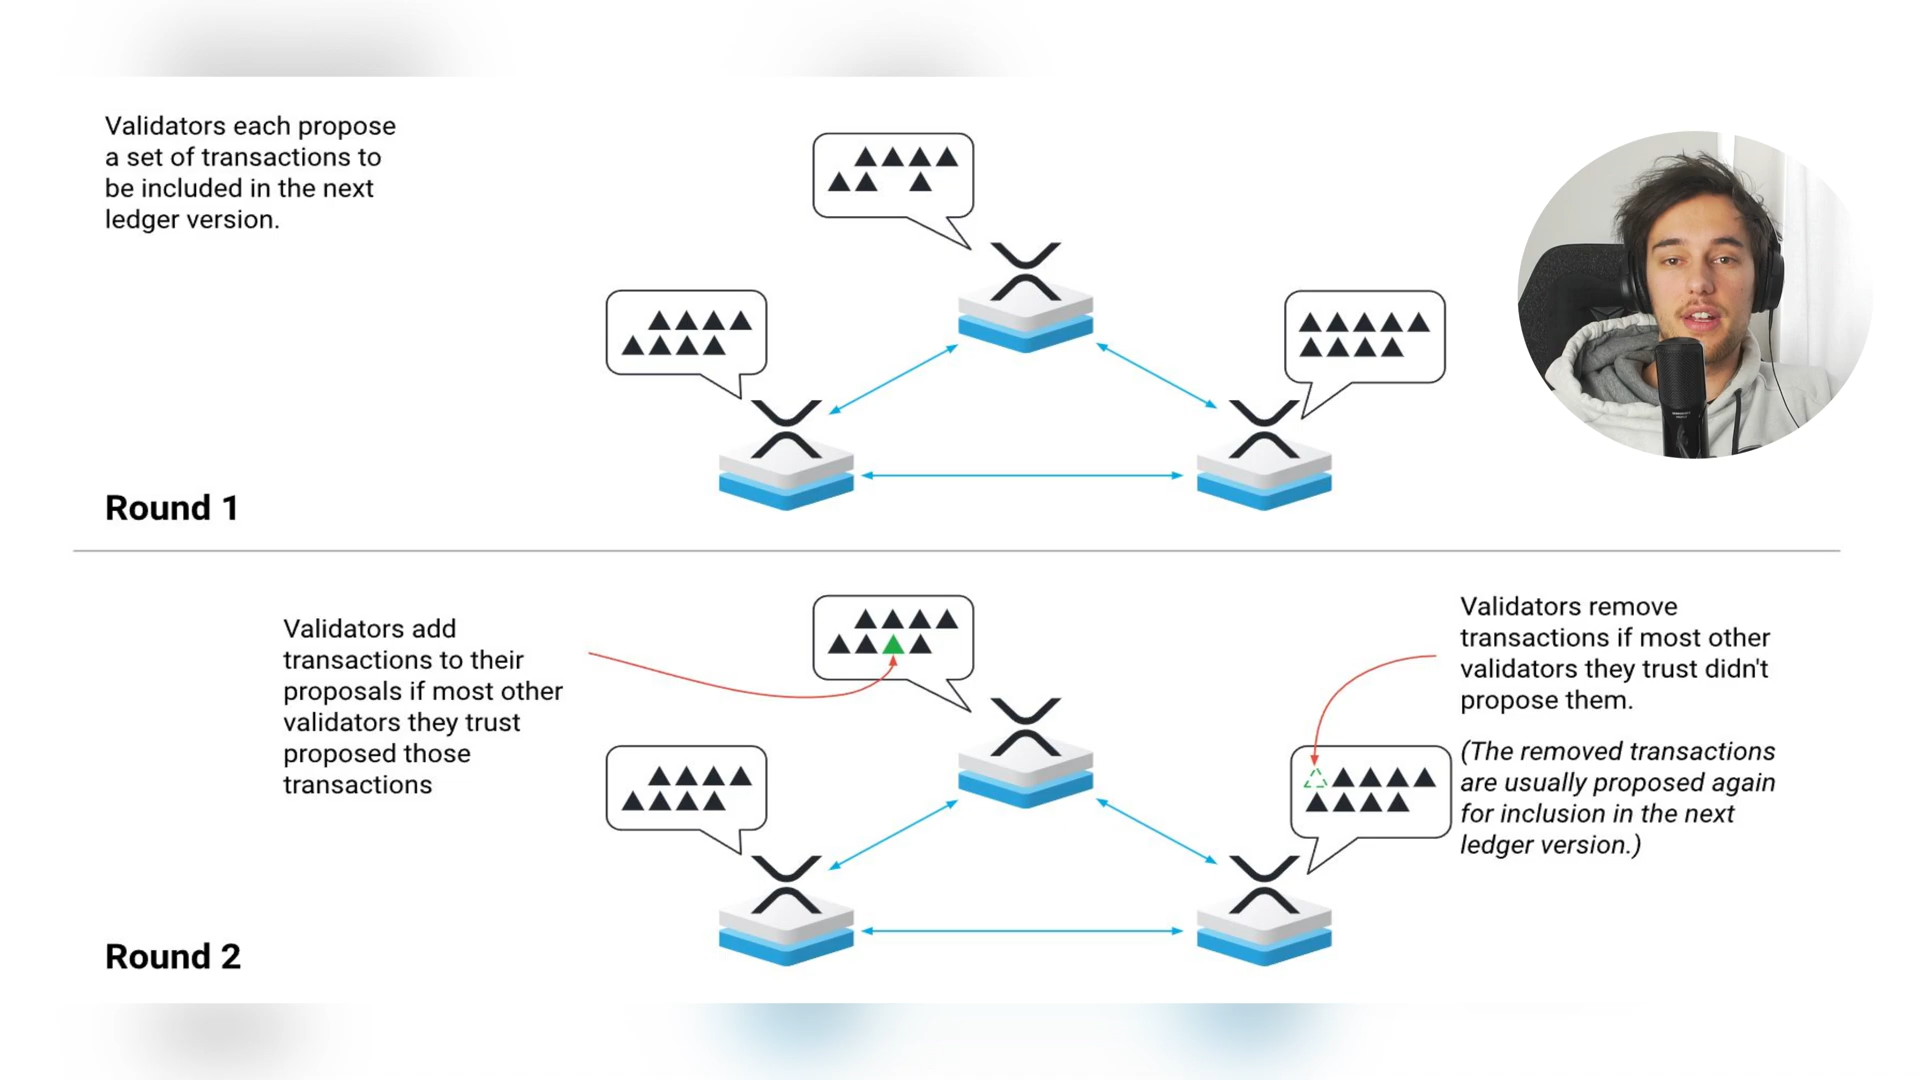 Validators each propose
a set of transactions to
be included in the next
ledger version.
Round 1
Validators add
transactions to their
proposals if most other
validators they trust
proposed those
transactions
Validators remove
transactions if most other
validators they trust didn't
propose them.
(The removed transactions
are usually proposed again
for inclusion in the next
ledger version.)
Round 2